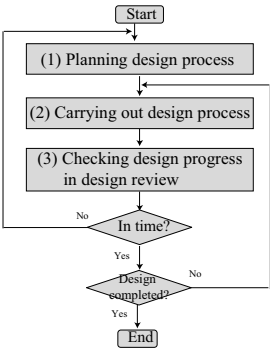 Start
(1) Planning design process
(2) Carrying out design process
(3) Checking design progress
in design review
In time?
No
Yes
Design
completed?
No
Yes
End